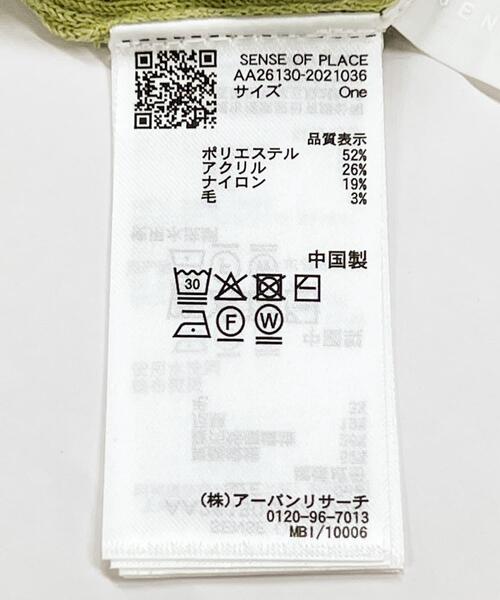 SENSE OF PLACE
AA26130-2021036
サイズ One
品質表示
ポリエステル 52%
アクリル 26%
ナイロン 19%
毛 3%
中国製
30
F W
(株)アーバンリサーチ
0120-96-7013
MBI/10006